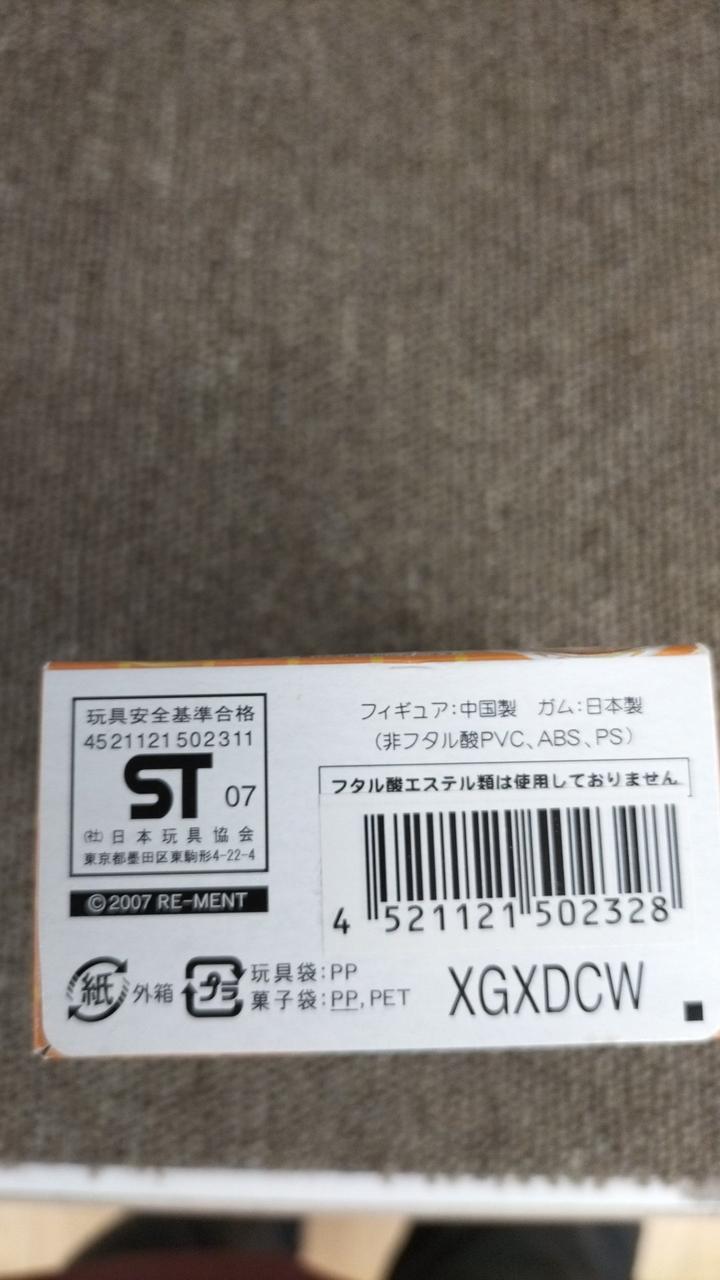 玩具安全基準合格
4521121502311
ST 07
㈳日本玩具協会
東京都墨田区東駒形4-22-4
©2007 RE-MENT
紙 外箱
プラ
玩具袋:PP
菓子袋:PP,PET
フィギュア:中国製　ガム:日本製
(非フタル酸PVC、ABS、PS)
フタル酸エステル類は使用しておりません
4 521121 502328
XGXDCW